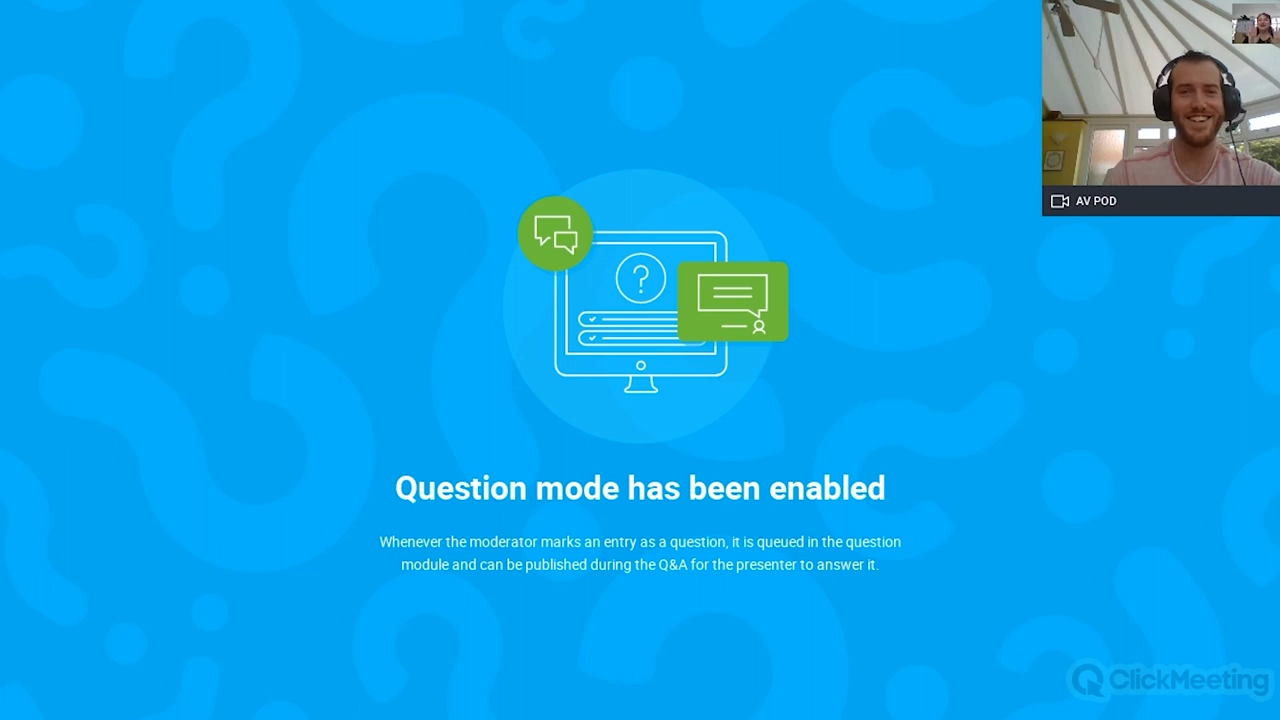 AV POD
Question mode has been enabled
Whenever the moderator marks an entry as a question, it is queued in the question
module and can be published during the Q&A for the presenter to answer it.
ClickMeeting